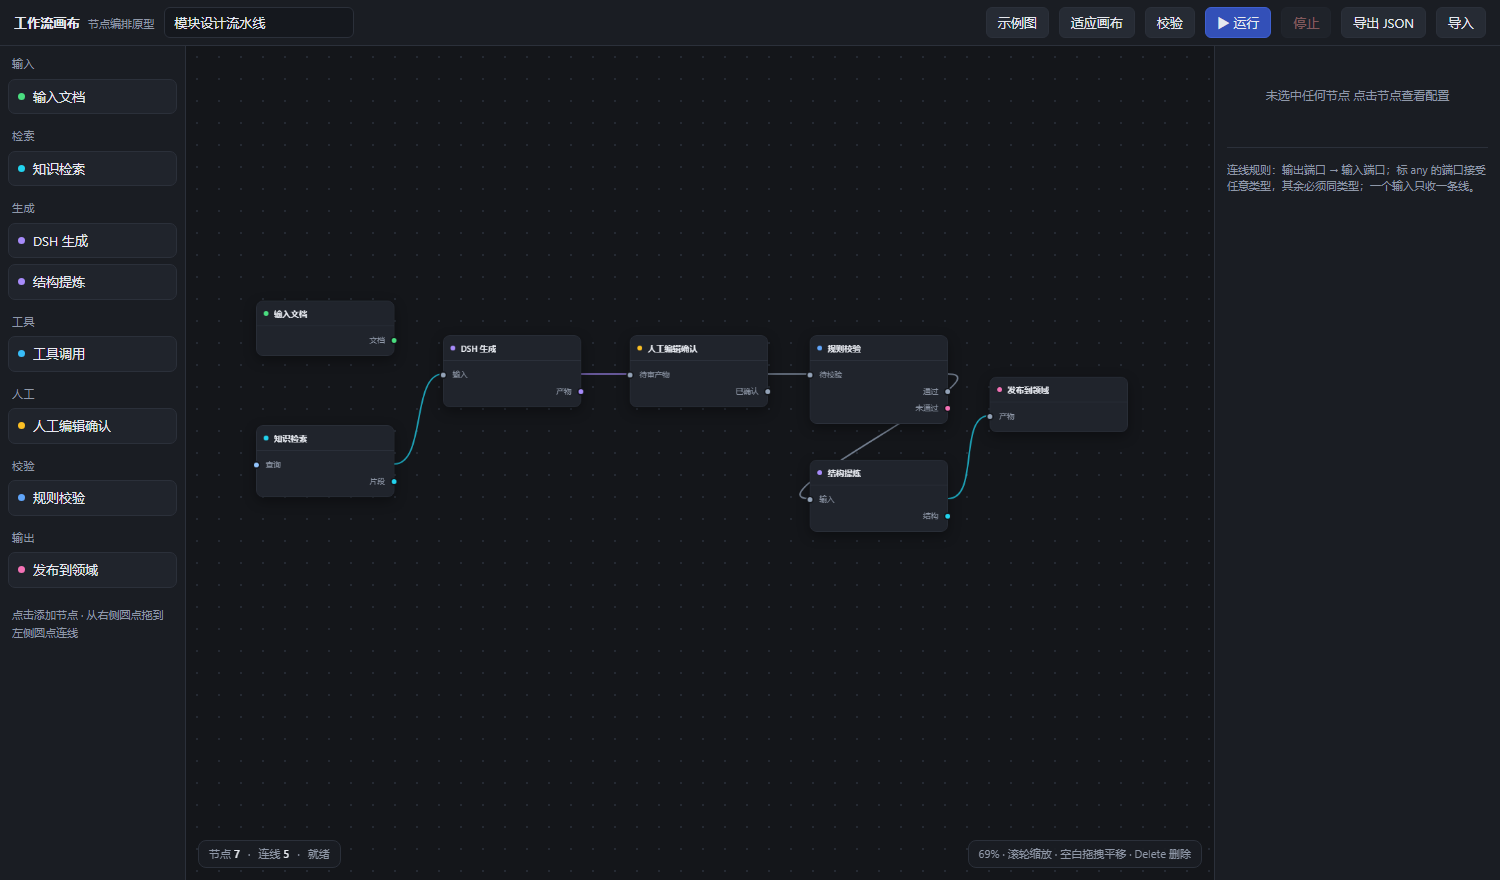 工作流画布 节点编排原型 模块设计流水线
示例图 适应画布 校验 ▶ 运行 停止 导出 JSON 导入
输入
输入文档
检索
知识检索
生成
DSH 生成
结构提炼
工具
工具调用
人工
人工编辑确认
校验
规则校验
输出
发布到领域
点击添加节点 · 从右侧圆点拖到
左侧圆点连线
输入文档
文档
知识检索
查询
片段
DSH 生成
输入
产物
人工编辑确认
待审产物
已确认
规则校验
待校验
通过
未通过
结构提炼
输入
结构
发布到领域
产物
节点 7 · 连线 5 · 就绪
69% · 滚轮缩放 · 空白拖拽平移 · Delete 删除
未选中任何节点 点击节点查看配置
连线规则：输出端口 → 输入端口；标 any 的端口接受
任意类型，其余必须同类型；一个输入只收一条线。